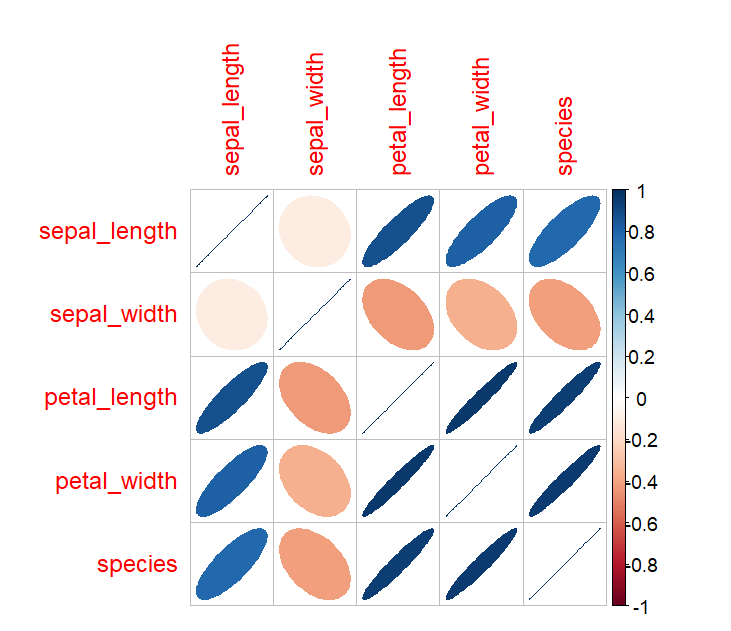 sepal_length
sepal_width
petal_length
petal_width
species
sepal_length
sepal_width
petal_length
petal_width
species
1
0.8
0.6
0.4
0.2
0
-0.2
-0.4
-0.6
-0.8
-1